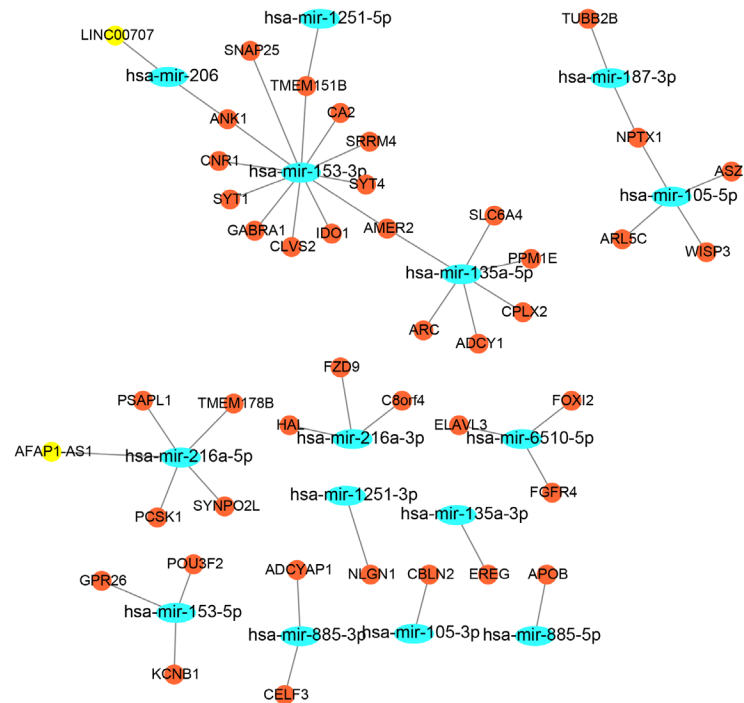 hsa-mir-1251-5p
TUBB2B
LINC00707
SNAP25
hsa-mir-206
hsa-mir-187-3p
TMEM151B
CA2
ANK1
SRRM4
NPTX1
CNR1
hsa-mir-153-3p
ASZ
SYT4
hsa-mir-105-5p
SYT1
SLC6A4
GABRA1
IDO1
AMER2
CLVS2
ARL5C
WISP3
PPM1E
hsa-mir-135a-5p
CPLX2
ARC
ADCY1
FZD9
PSAPL1
TMEM178B
C8orf4
FOXI2
HAL
ELAVL3
hsa-mir-216a-3p
hsa-mir-6510-5p
AFAP1-AS1
hsa-mir-216a-5p
FGFR4
hsa-mir-1251-3p
SYNPO2L
PCSK1
hsa-mir-135a-3p
POU3F2
ADCYAP1
NLGN1
CBLN2
EREG
APOB
GPR26
hsa-mir-153-5p
hsa-mir-885-3p
hsa-mir-105-3p
hsa-mir-885-5p
KCNB1
CELF3